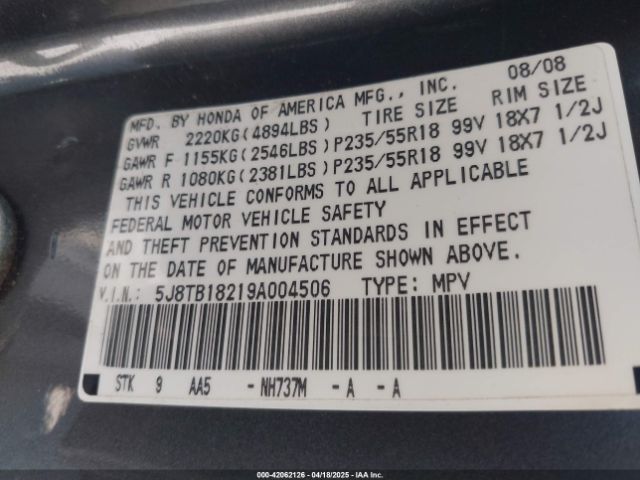 MFD. BY HONDA OF AMERICA MFG., INC. 08/08
GVWR 2220KG(4894LBS) TIRE SIZE RIM SIZE
GAWR F 1155KG(2546LBS)P235/55R18 99V 18X7 1/2J
GAWR R 1080KG(2381LBS)P235/55R18 99V 18X7 1/2J
THIS VEHICLE CONFORMS TO ALL APPLICABLE
FEDERAL MOTOR VEHICLE SAFETY
AND THEFT PREVENTION STANDARDS IN EFFECT
ON THE DATE OF MANUFACTURE SHOWN ABOVE.
V.I.N.: 5J8TB18219A004506 TYPE: MPV
STK 9 AA5 -NH737M -A -A
000-42062126 - 04/18/2025 - IAA Inc.